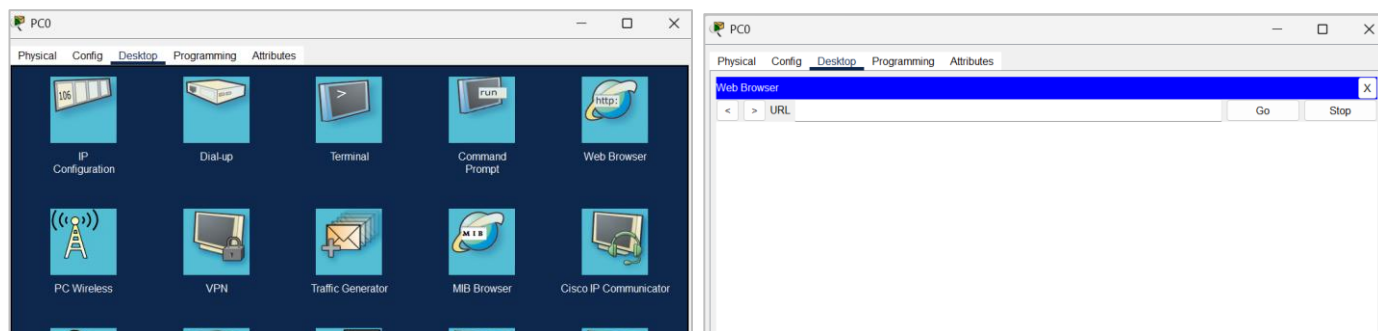 PC0
Physical Config Desktop Programming Attributes
106
>
run
http:
IP
Configuration
Dial-up
Terminal
Command
Prompt
Web Browser
MIB
PC Wireless
VPN
Traffic Generator
MIB Browser
Cisco IP Communicator
PC0
Physical Config Desktop Programming Attributes
Web Browser X
< > URL Go Stop